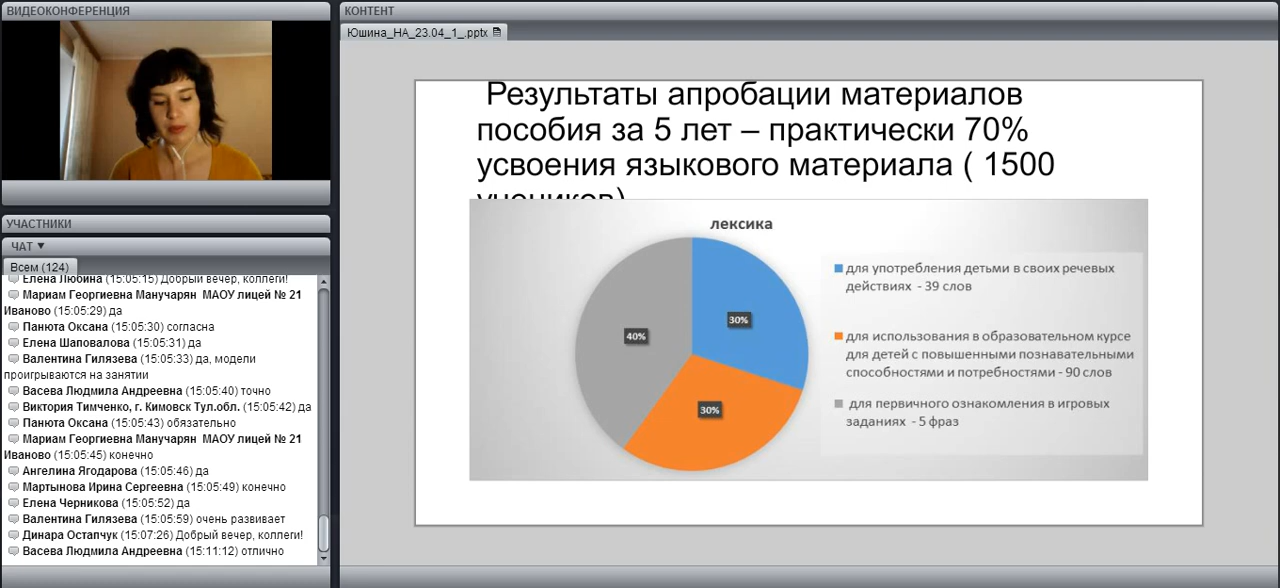 ВИДЕОКОНФЕРЕНЦИЯ
УЧАСТНИКИ
ЧАТ
Всем (124)
Елена Любина (15:05:15) Добрый вечер, коллеги!
Мариам Георгиевна Манучарян МАОУ лицей № 21
Иваново (15:05:29) да
Панюта Оксана (15:05:30) согласна
Елена Шаповалова (15:05:31) да
Валентина Гилязева (15:05:33) да, модели
проигрываются на занятии
Васева Людмила Андреевна (15:05:40) точно
Виктория Тимченко, г. Кимовск Тул.обл. (15:05:42) да
Панюта Оксана (15:05:43) обязательно
Мариам Георгиевна Манучарян МАОУ лицей № 21
Иваново (15:05:45) конечно
Ангелина Ягодарова (15:05:46) да
Мартынова Ирина Сергеевна (15:05:49) конечно
Елена Черникова (15:05:52) да
Валентина Гилязева (15:05:59) очень развивает
Динара Остапчук (15:07:26) Добрый вечер, коллеги!
Васева Людмила Андреевна (15:11:12) отлично
КОНТЕНТ
Юшина_НА_23.04_1_.pptx
Результаты апробации материалов
пособия за 5 лет – практически 70%
усвоения языкового материала ( 1500
учеников)
лексика
40%
30%
30%
для употребления детьми в своих речевых
действиях - 39 слов
для использования в образовательном курсе
для детей с повышенными познавательными
способностями и потребностями - 90 слов
для первичного ознакомления в игровых
заданиях - 5 фраз